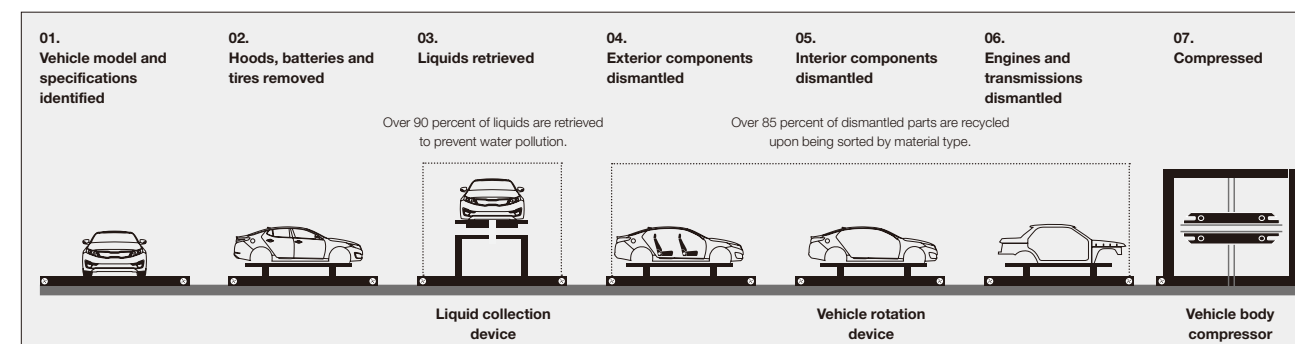 01.
Vehicle model and
specifications
identified
02.
Hoods, batteries and
tires removed
03.
Liquids retrieved
04.
Exterior components
dismantled
05.
Interior components
dismantled
06.
Engines and
transmissions
dismantled
07.
Compressed
Over 90 percent of liquids are retrieved
to prevent water pollution.
Over 85 percent of dismantled parts are recycled
upon being sorted by material type.
Liquid collection
device
Vehicle rotation
device
Vehicle body
compressor